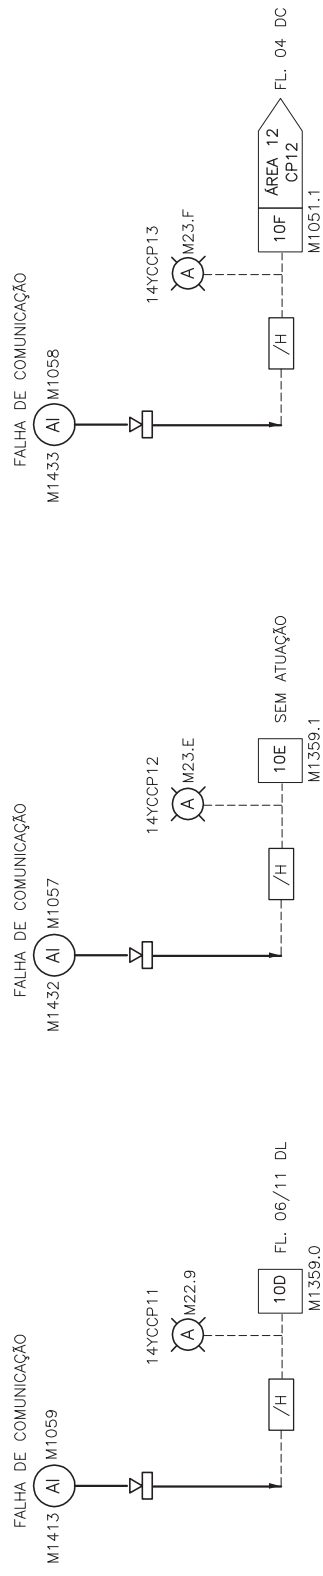 FALHA DE COMUNICAÇÃO
M1413 AI M1059
14YCCP11
A M22.9
/H
10D FL. 06/11 DL
M1359.0
FALHA DE COMUNICAÇÃO
M1432 AI M1057
14YCCP12
A M23.E
/H
10E SEM ATUAÇÃO
M1359.1
FALHA DE COMUNICAÇÃO
M1433 AI M1058
14YCCP13
A M23.F
/H
10F ÁREA 12 CP12 FL. 04 DC
M1051.1